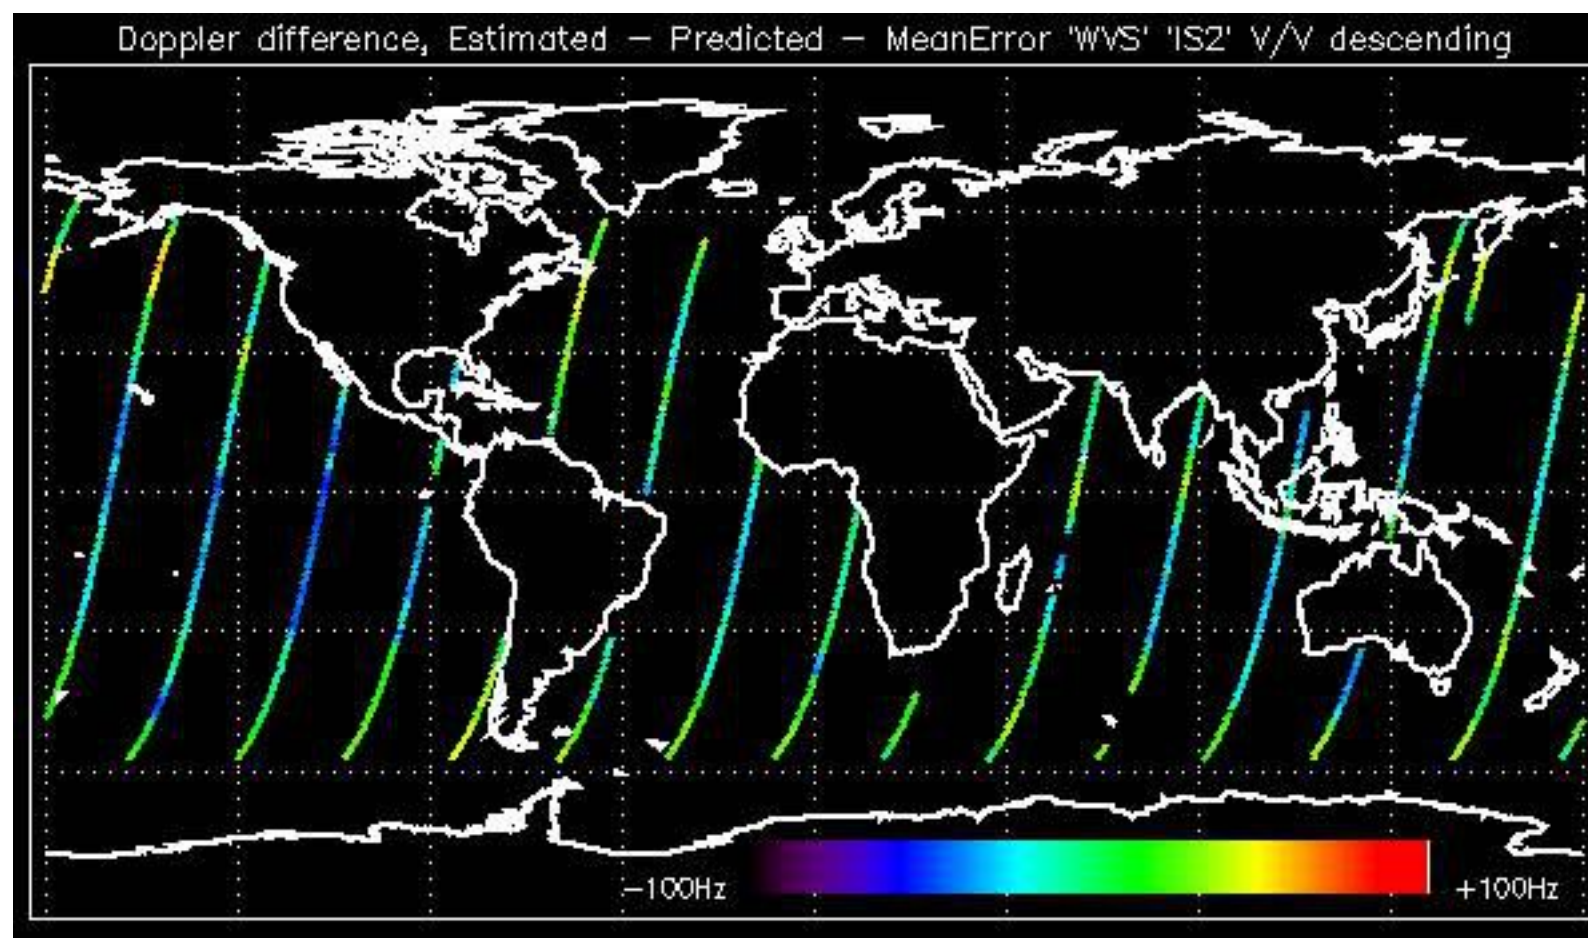 Doppler difference, Estimated − Predicted − MeanError 'WVS' 'IS2' V/V descending
−100Hz +100Hz